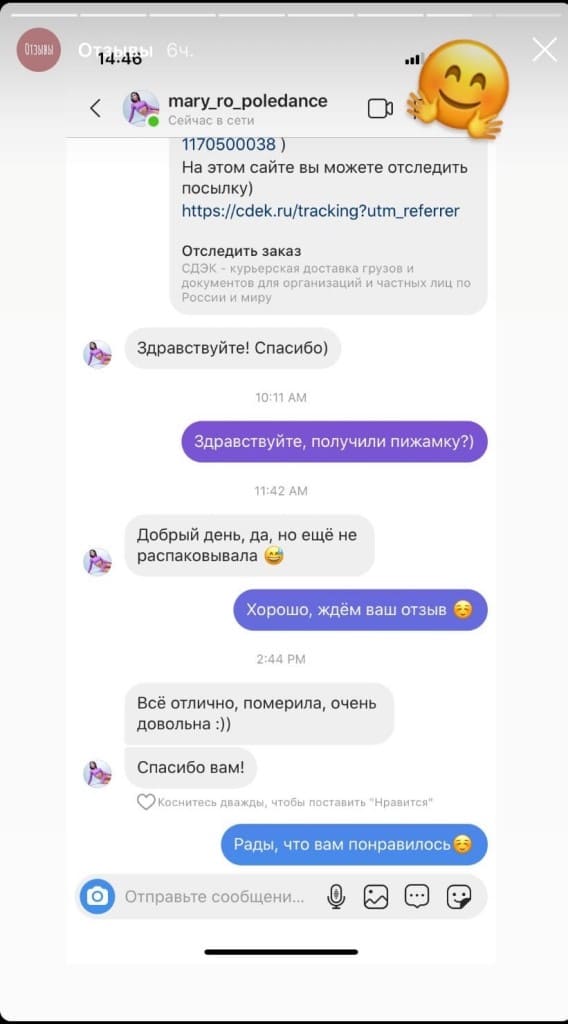 ОТЗЫВЫ
Отзывы 6ч.
14:46
mary_ro_poledance
Сейчас в сети
1170500038 )
На этом сайте вы можете отследить
посылку)
https://cdek.ru/tracking?utm_referrer
Отследить заказ
СДЭК - курьерская доставка грузов и
документов для организаций и частных лиц по
России и миру
Здравствуйте! Спасибо)
10:11 AM
Здравствуйте, получили пижамку?)
11:42 AM
Добрый день, да, но ещё не
распаковывала 😅
Хорошо, ждём ваш отзыв ☺️
2:44 PM
Всё отлично, померила, очень
довольна :))
Спасибо вам!
Коснитесь дважды, чтобы поставить "Нравится"
Рады, что вам понравилось☺️
Отправьте сообщени...